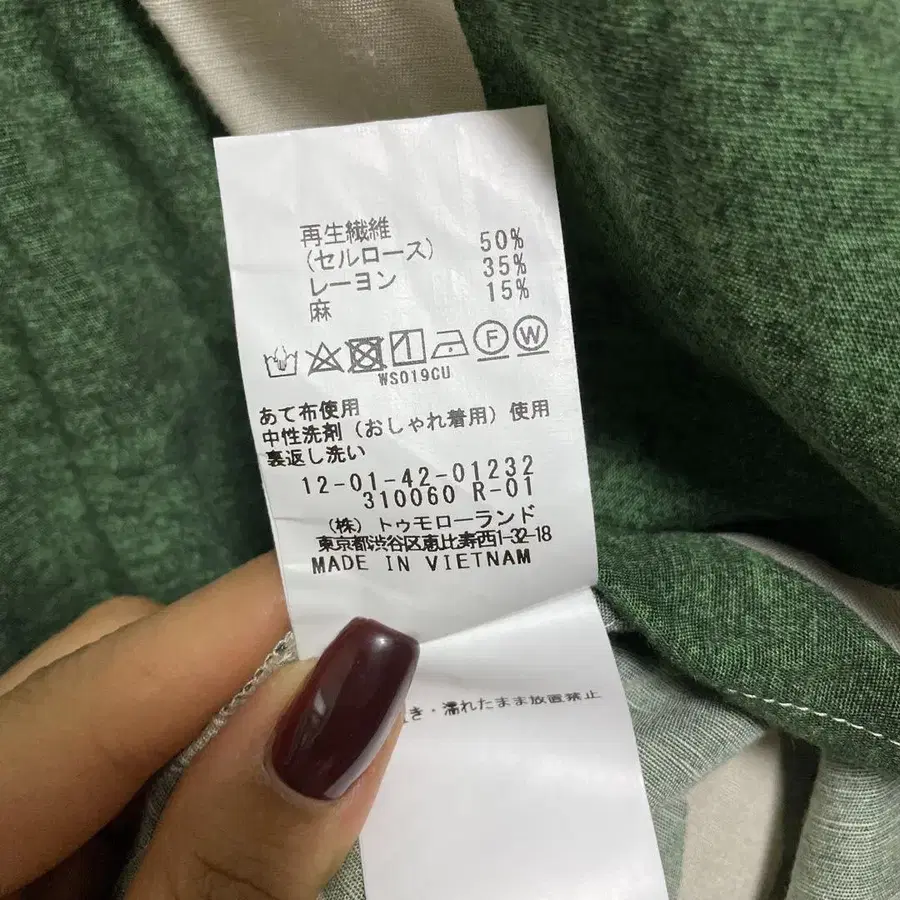 再生繊維
(セルロース) 50%
レーヨン 35%
麻 15%
F W
WS019CU
あて布使用
中性洗剤（おしゃれ着用）使用
裏返し洗い
12-01-42-01232
310060 R-01
（株）トゥモローランド
東京都渋谷区恵比寿西1-32-18
MADE IN VIETNAM
き・濡れたまま放置禁止